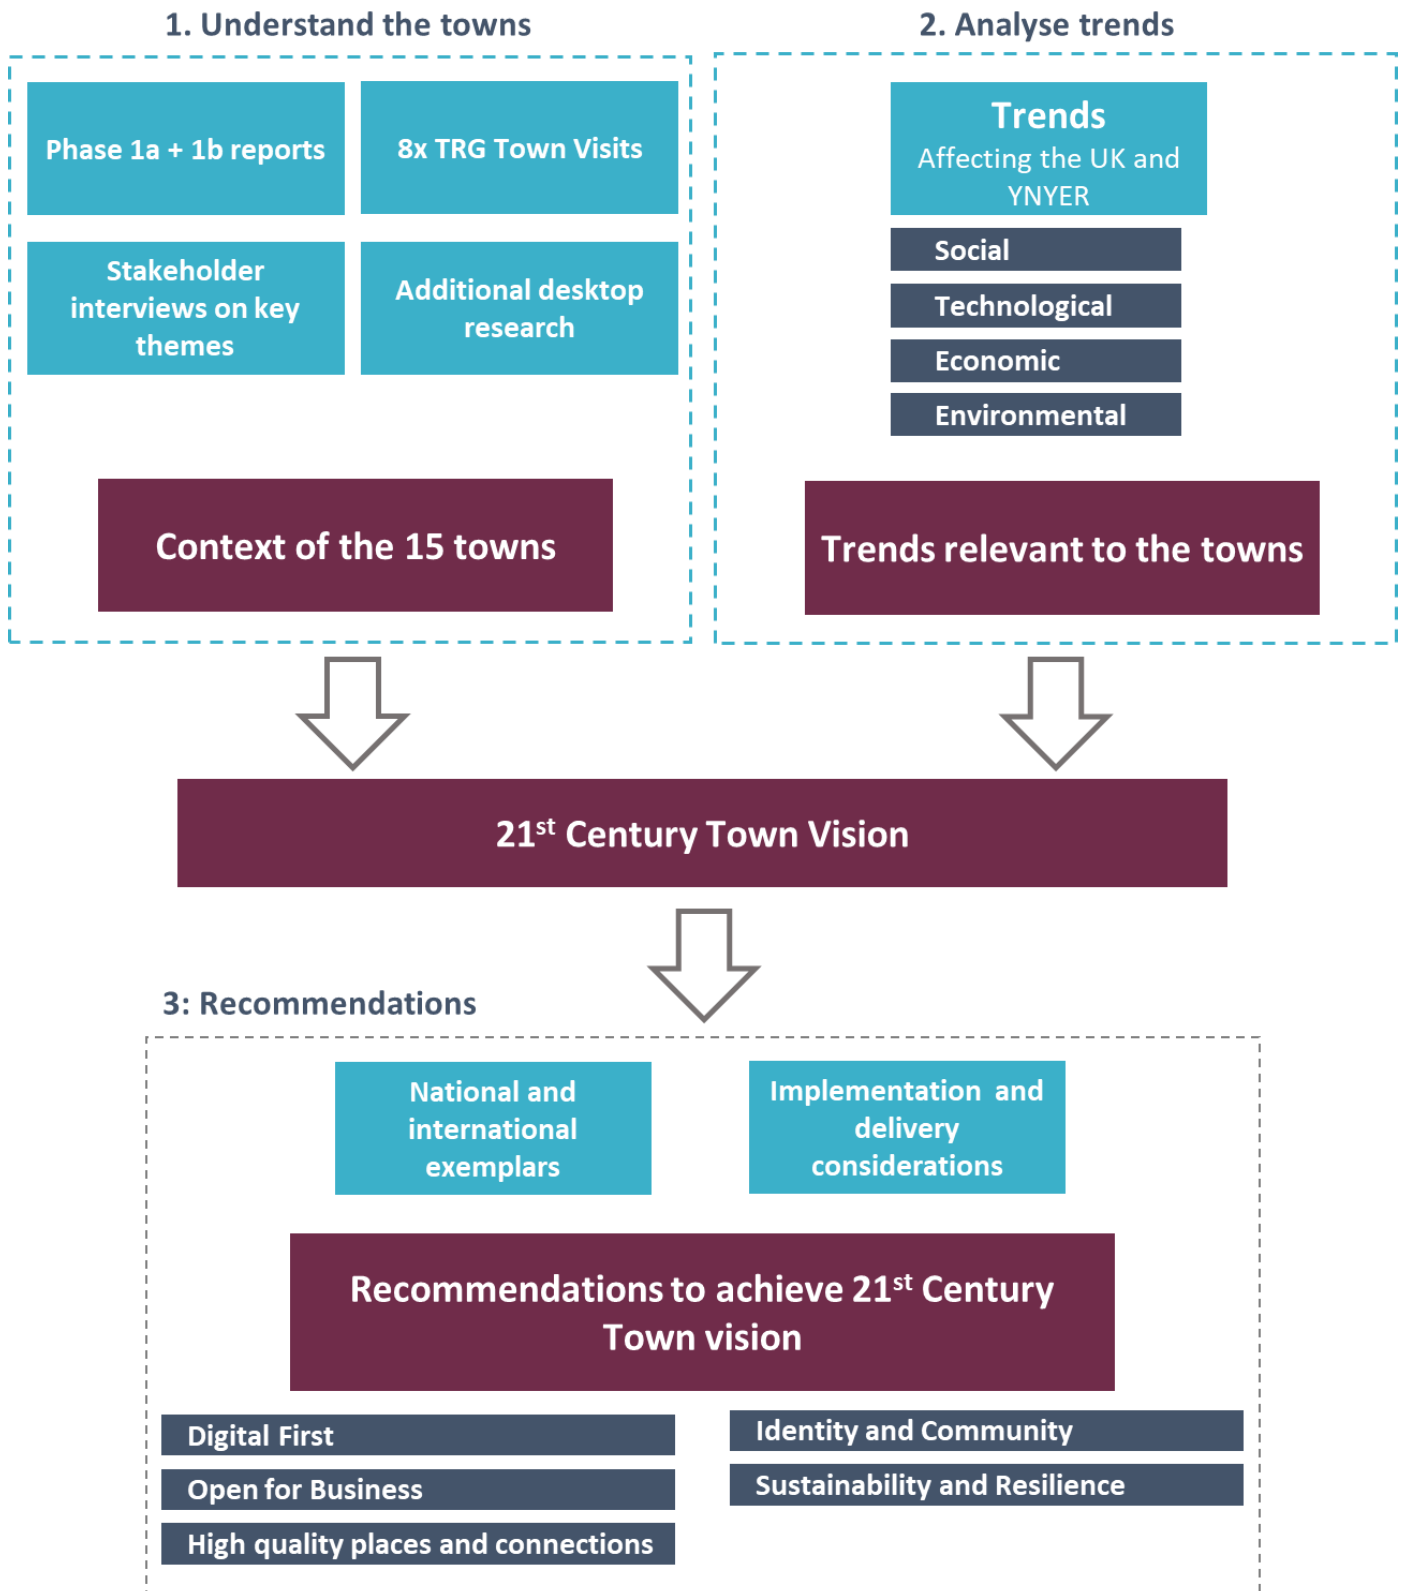 1. Understand the towns
Phase 1a + 1b reports
8x TRG Town Visits
Stakeholder
interviews on key
themes
Additional desktop
research
Context of the 15 towns
2. Analyse trends
Trends
Affecting the UK and
YNYER
Social
Technological
Economic
Environmental
Trends relevant to the towns
21st Century Town Vision
3: Recommendations
National and
international
exemplars
Implementation and
delivery
considerations
Recommendations to achieve 21st Century
Town vision
Digital First
Open for Business
High quality places and connections
Identity and Community
Sustainability and Resilience